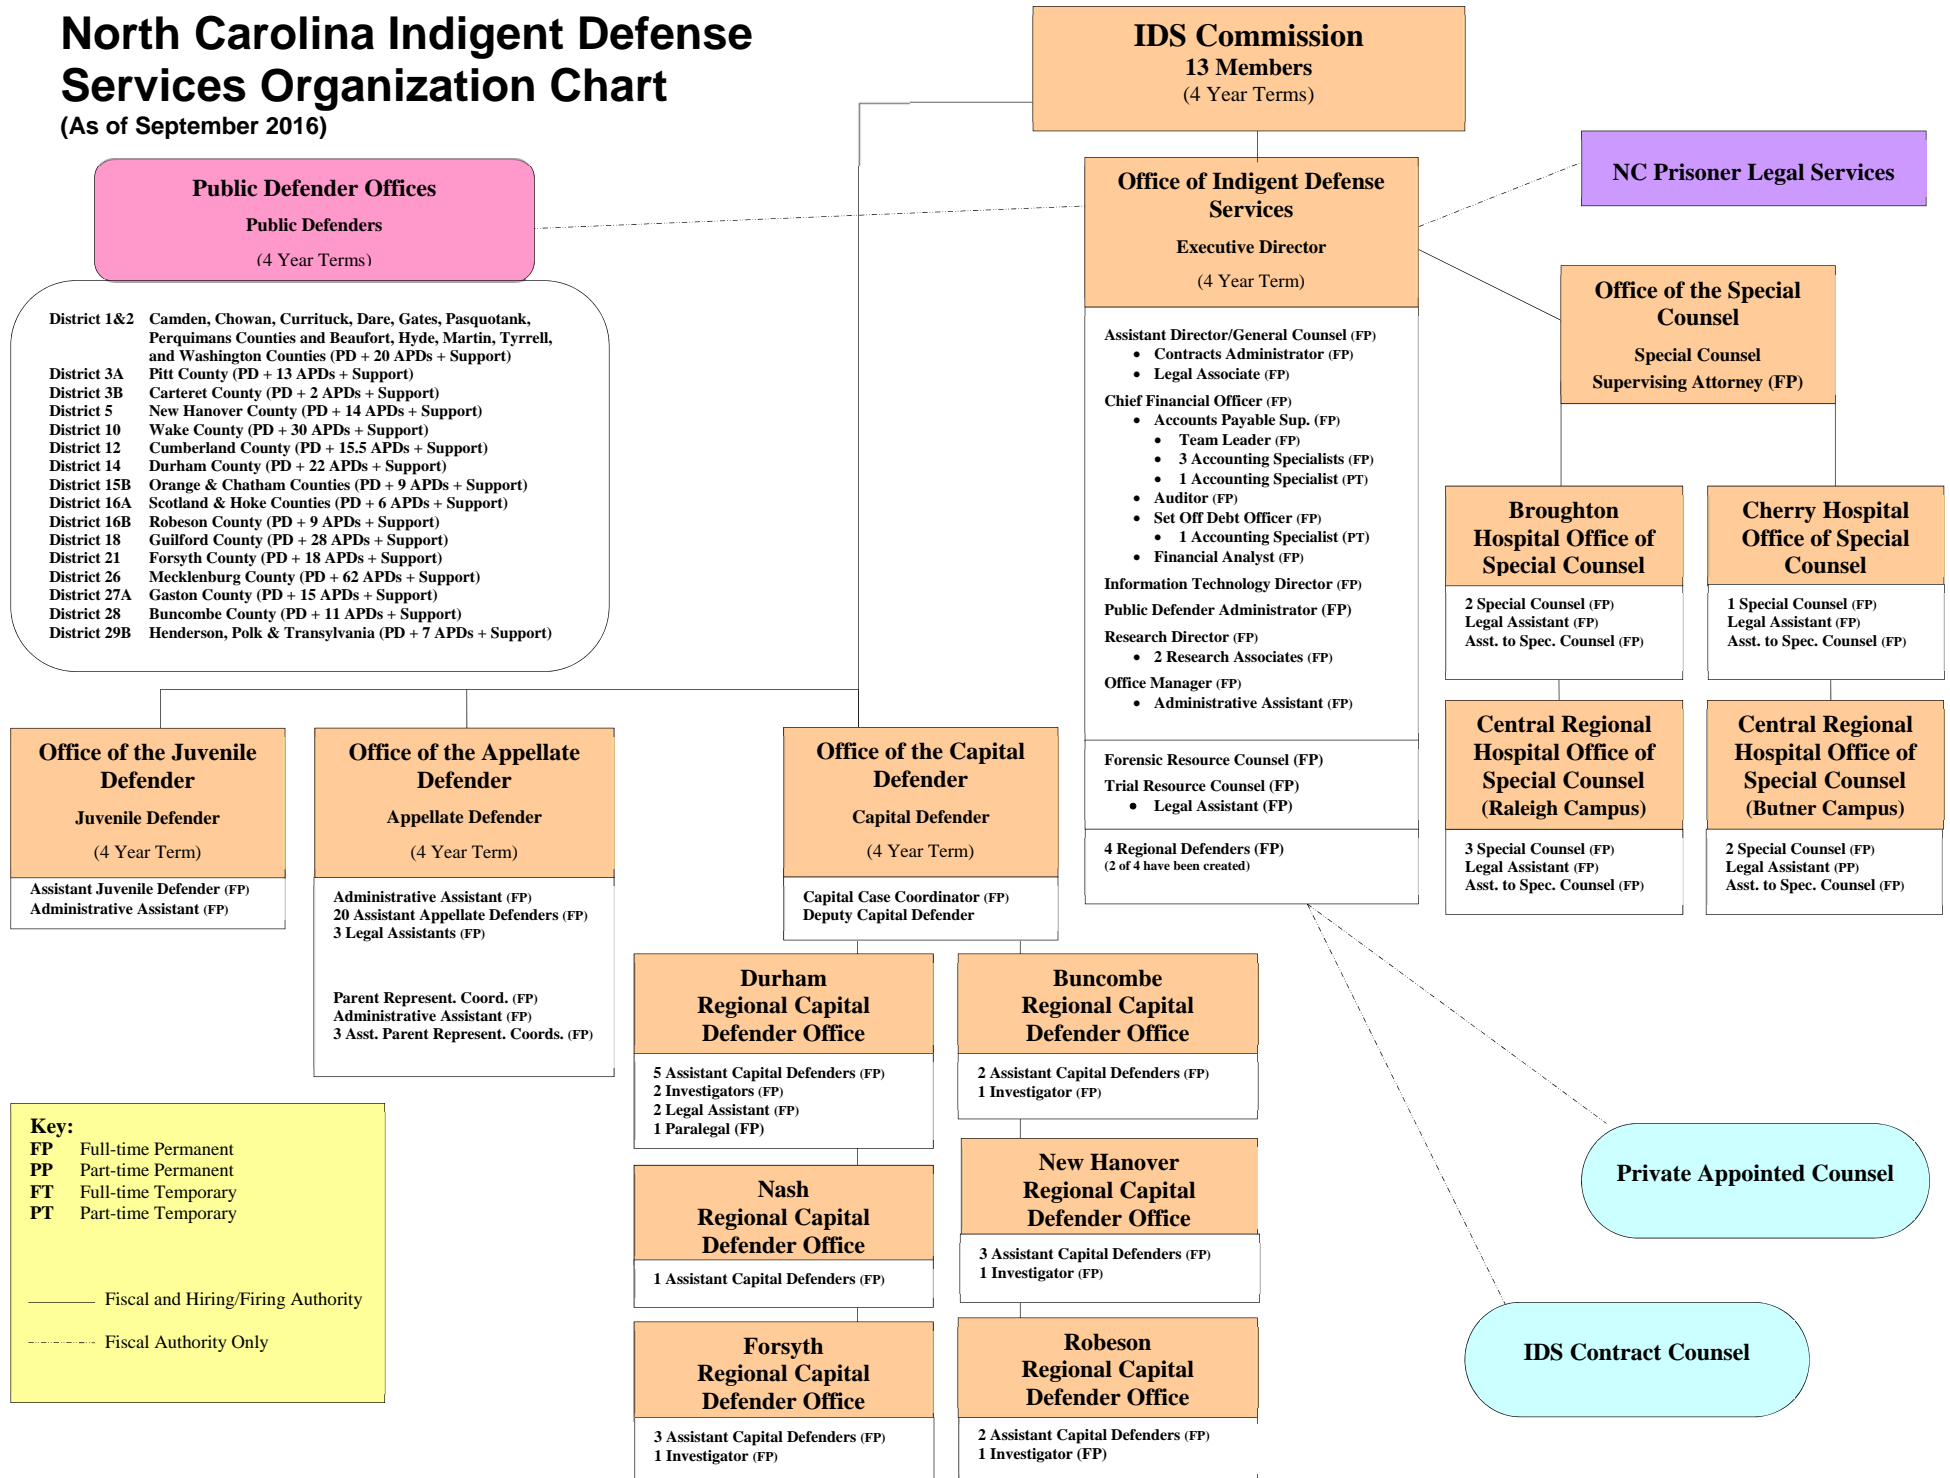 North Carolina Indigent Defense
Services Organization Chart
(As of September 2016)
IDS Commission
13 Members
(4 Year Terms)
Public Defender Offices
Public Defenders
(4 Year Terms)
District 1&2 Camden, Chowan, Currituck, Dare, Gates, Pasquotank,
Perquimans Counties and Beaufort, Hyde, Martin, Tyrrell,
and Washington Counties (PD + 20 APDs + Support)
District 3A Pitt County (PD + 13 APDs + Support)
District 3B Carteret County (PD + 2 APDs + Support)
District 5 New Hanover County (PD + 14 APDs + Support)
District 10 Wake County (PD + 30 APDs + Support)
District 12 Cumberland County (PD + 15.5 APDs + Support)
District 14 Durham County (PD + 22 APDs + Support)
District 15B Orange & Chatham Counties (PD + 9 APDs + Support)
District 16A Scotland & Hoke Counties (PD + 6 APDs + Support)
District 16B Robeson County (PD + 9 APDs + Support)
District 18 Guilford County (PD + 28 APDs + Support)
District 21 Forsyth County (PD + 18 APDs + Support)
District 26 Mecklenburg County (PD + 62 APDs + Support)
District 27A Gaston County (PD + 15 APDs + Support)
District 28 Buncombe County (PD + 11 APDs + Support)
District 29B Henderson, Polk & Transylvania (PD + 7 APDs + Support)
Office of Indigent Defense
Services
Executive Director
(4 Year Term)
Assistant Director/General Counsel (FP)
• Contracts Administrator (FP)
• Legal Associate (FP)
Chief Financial Officer (FP)
• Accounts Payable Sup. (FP)
• Team Leader (FP)
• 3 Accounting Specialists (FP)
• 1 Accounting Specialist (PT)
• Auditor (FP)
• Set Off Debt Officer (FP)
• 1 Accounting Specialist (PT)
• Financial Analyst (FP)
Information Technology Director (FP)
Public Defender Administrator (FP)
Research Director (FP)
• 2 Research Associates (FP)
Office Manager (FP)
• Administrative Assistant (FP)
Forensic Resource Counsel (FP)
Trial Resource Counsel (FP)
• Legal Assistant (FP)
4 Regional Defenders (FP)
(2 of 4 have been created)
NC Prisoner Legal Services
Office of the Special
Counsel
Special Counsel
Supervising Attorney (FP)
Broughton
Hospital Office of
Special Counsel
2 Special Counsel (FP)
Legal Assistant (FP)
Asst. to Spec. Counsel (FP)
Cherry Hospital
Office of Special
Counsel
1 Special Counsel (FP)
Legal Assistant (FP)
Asst. to Spec. Counsel (FP)
Central Regional
Hospital Office of
Special Counsel
(Raleigh Campus)
3 Special Counsel (FP)
Legal Assistant (FP)
Asst. to Spec. Counsel (FP)
Central Regional
Hospital Office of
Special Counsel
(Butner Campus)
2 Special Counsel (FP)
Legal Assistant (PP)
Asst. to Spec. Counsel (FP)
Office of the Juvenile
Defender
Juvenile Defender
(4 Year Term)
Assistant Juvenile Defender (FP)
Administrative Assistant (FP)
Office of the Appellate
Defender
Appellate Defender
(4 Year Term)
Administrative Assistant (FP)
20 Assistant Appellate Defenders (FP)
3 Legal Assistants (FP)
Parent Represent. Coord. (FP)
Administrative Assistant (FP)
3 Asst. Parent Represent. Coords. (FP)
Office of the Capital
Defender
Capital Defender
(4 Year Term)
Capital Case Coordinator (FP)
Deputy Capital Defender
Durham
Regional Capital
Defender Office
5 Assistant Capital Defenders (FP)
2 Investigators (FP)
2 Legal Assistant (FP)
1 Paralegal (FP)
Buncombe
Regional Capital
Defender Office
2 Assistant Capital Defenders (FP)
1 Investigator (FP)
Nash
Regional Capital
Defender Office
1 Assistant Capital Defenders (FP)
New Hanover
Regional Capital
Defender Office
3 Assistant Capital Defenders (FP)
1 Investigator (FP)
Forsyth
Regional Capital
Defender Office
3 Assistant Capital Defenders (FP)
1 Investigator (FP)
Robeson
Regional Capital
Defender Office
2 Assistant Capital Defenders (FP)
1 Investigator (FP)
Private Appointed Counsel
IDS Contract Counsel
Key:
FP Full-time Permanent
PP Part-time Permanent
FT Full-time Temporary
PT Part-time Temporary
Fiscal and Hiring/Firing Authority
Fiscal Authority Only